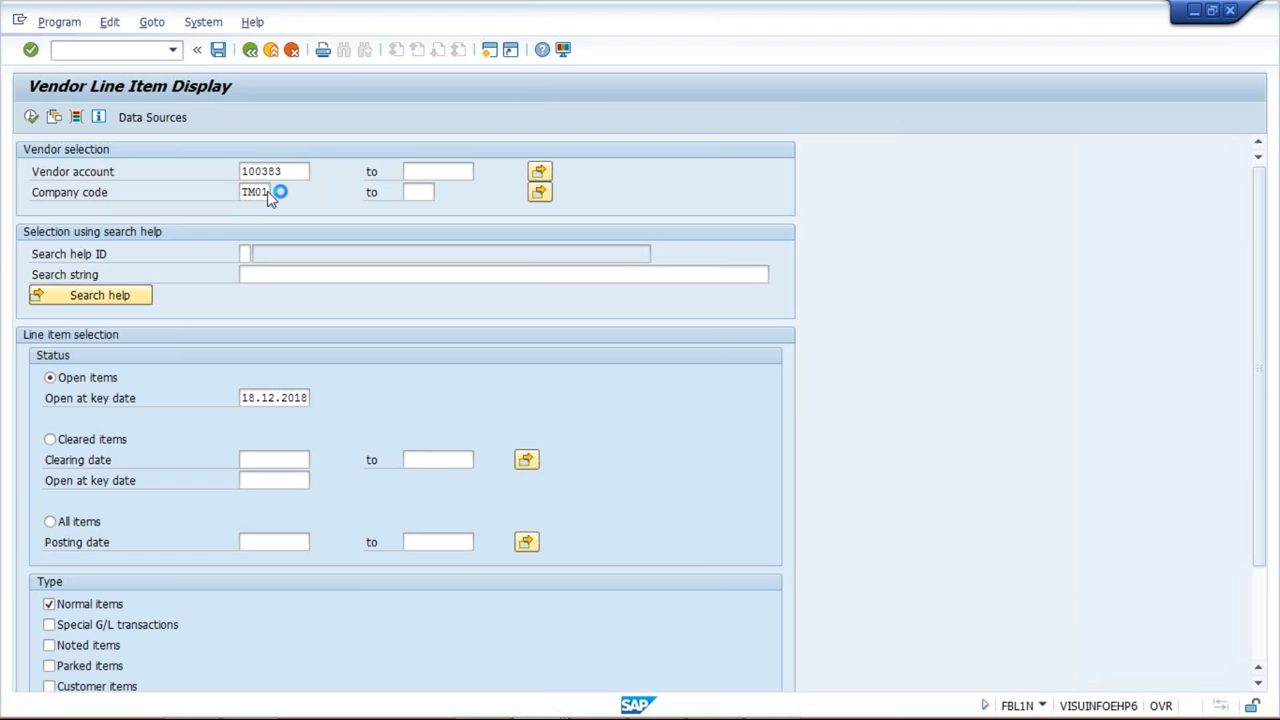 Program Edit Goto System Help
Vendor Line Item Display
Data Sources
Vendor selection
Vendor account 100383 to
Company code TM01 to
Selection using search help
Search help ID
Search string
Search help
Line item selection
Status
Open items
Open at key date 18.12.2018
Cleared items
Clearing date to
Open at key date
All items
Posting date to
Type
Normal items
Special G/L transactions
Noted items
Parked items
Customer items
SAP FBL1N VISUINFOEHP6 OVR